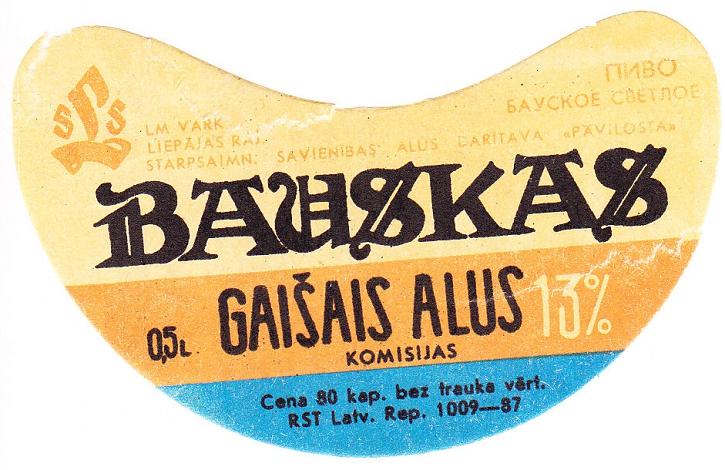 ПИВО
БАУСКОЕ СВЕТЛОЕ
LM VARK
LIEPĀJAS RAJ.
STARPSAIMN. SAVIENĪBAS ALUS DARĪTAVA «PĀVILOSTA»
BAUSKAS
0,5L GAIŠAIS ALUS 13%
KOMISIJAS
Cena 80 kap. bez trauka vērt.
RST Latv. Rep. 1009—87